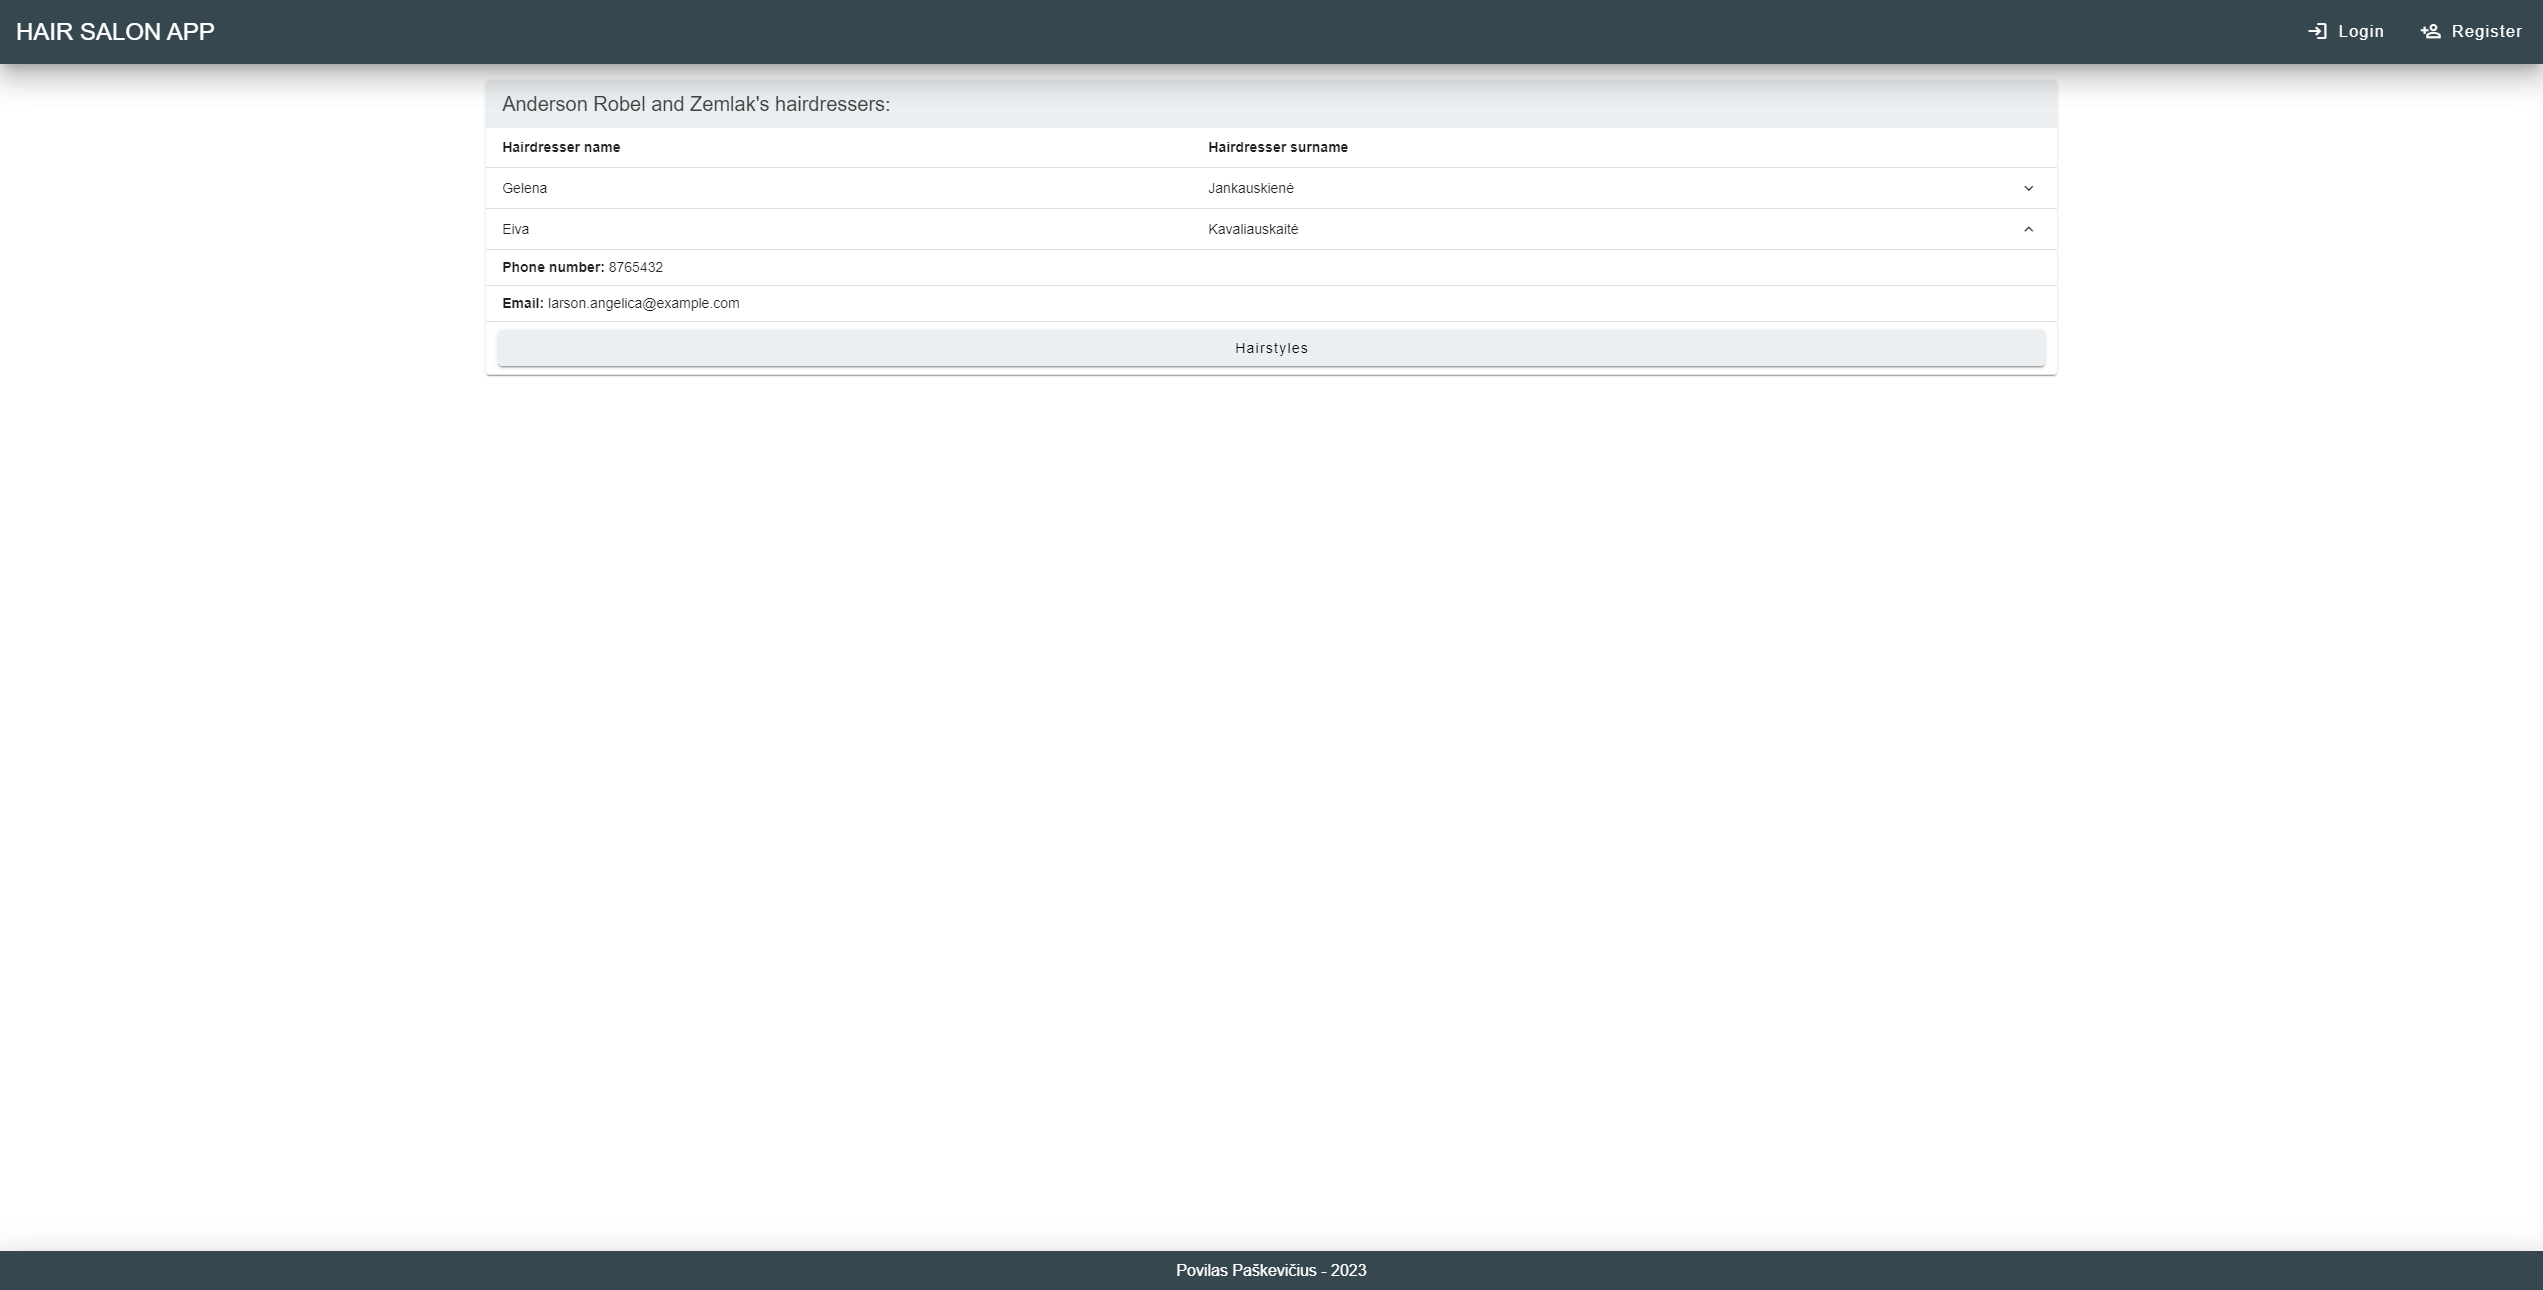 HAIR SALON APP
Login
Register
Anderson Robel and Zemlak's hairdressers:
Hairdresser name Hairdresser surname
Gelena Jankauskienė
Eiva Kavaliauskaitė
Phone number: 8765432
Email: larson.angelica@example.com
Hairstyles
Povilas Paškevičius - 2023